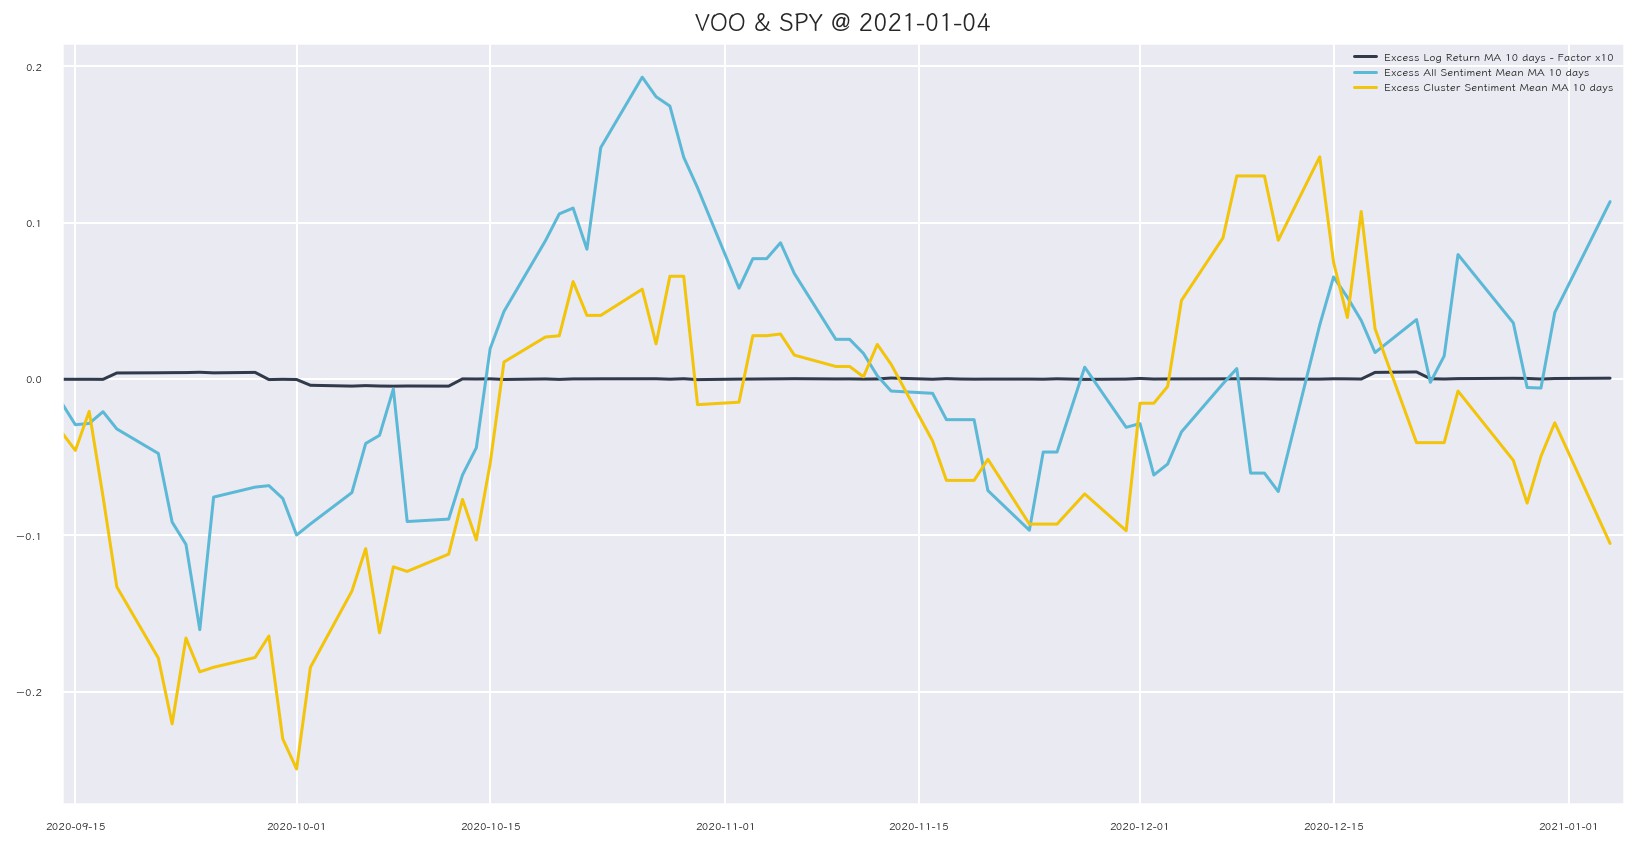 VOO & SPY @ 2021-01-04
Excess Log Return MA 10 days - Factor x10
Excess All Sentiment Mean MA 10 days
Excess Cluster Sentiment Mean MA 10 days
0.2
0.1
0.0
−0.1
−0.2
2020-09-15 2020-10-01 2020-10-15 2020-11-01 2020-11-15 2020-12-01 2020-12-15 2021-01-01